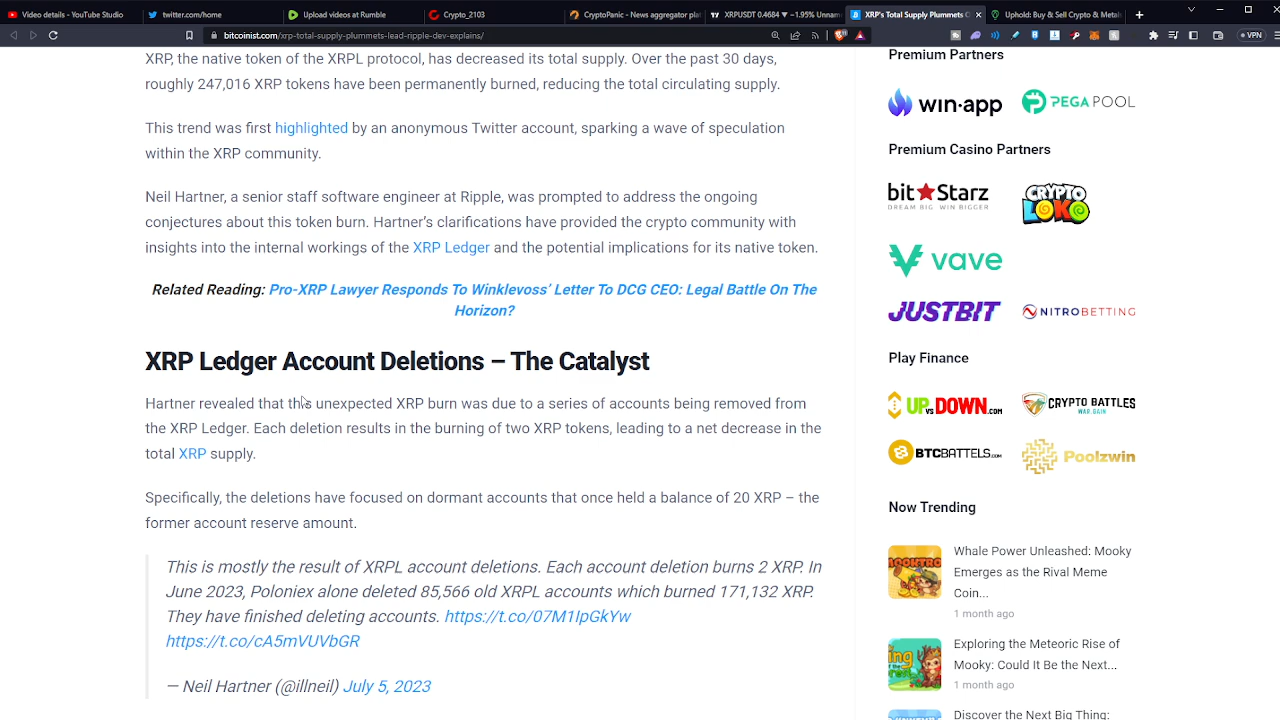 Video details - YouTube Studio
twitter.com/home
Upload videos at Rumble
Crypto_2103
CryptoPanic - News aggregator pla
XRPUSDT 0.4684 ▼ −1.95% Unnam
XRP's Total Supply Plummets O
Uphold: Buy & Sell Crypto & Metal
bitcoinist.com/xrp-total-supply-plummets-lead-ripple-dev-explains/
VPN
XRP, the native token of the XRPL protocol, has decreased its total supply. Over the past 30 days,
roughly 247,016 XRP tokens have been permanently burned, reducing the total circulating supply.
This trend was first highlighted by an anonymous Twitter account, sparking a wave of speculation
within the XRP community.
Neil Hartner, a senior staff software engineer at Ripple, was prompted to address the ongoing
conjectures about this token burn. Hartner's clarifications have provided the crypto community with
insights into the internal workings of the XRP Ledger and the potential implications for its native token.
Related Reading: Pro-XRP Lawyer Responds To Winklevoss' Letter To DCG CEO: Legal Battle On The
Horizon?
XRP Ledger Account Deletions – The Catalyst
Hartner revealed that this unexpected XRP burn was due to a series of accounts being removed from
the XRP Ledger. Each deletion results in the burning of two XRP tokens, leading to a net decrease in the
total XRP supply.
Specifically, the deletions have focused on dormant accounts that once held a balance of 20 XRP – the
former account reserve amount.
This is mostly the result of XRPL account deletions. Each account deletion burns 2 XRP. In
June 2023, Poloniex alone deleted 85,566 old XRPL accounts which burned 171,132 XRP.
They have finished deleting accounts. https://t.co/07M1IpGkYw
https://t.co/cA5mVUVbGR
— Neil Hartner (@illneil) July 5, 2023
Premium Partners
win·app
PEGAPOOL
Premium Casino Partners
bit★Starz
DREAM BIG. WIN BIGGER
CRYPTO
LOKO
vave
JUSTBIT
NITROBETTING
Play Finance
UP vs DOWN.COM
CRYPTO BATTLES
WAR.GAIN
BTCBATTELS.com
Poolzwin
Now Trending
Whale Power Unleashed: Mooky
Emerges as the Rival Meme
Coin...
1 month ago
Exploring the Meteoric Rise of
Mooky: Could It Be the Next...
1 month ago
Discover the Next Big Thing: